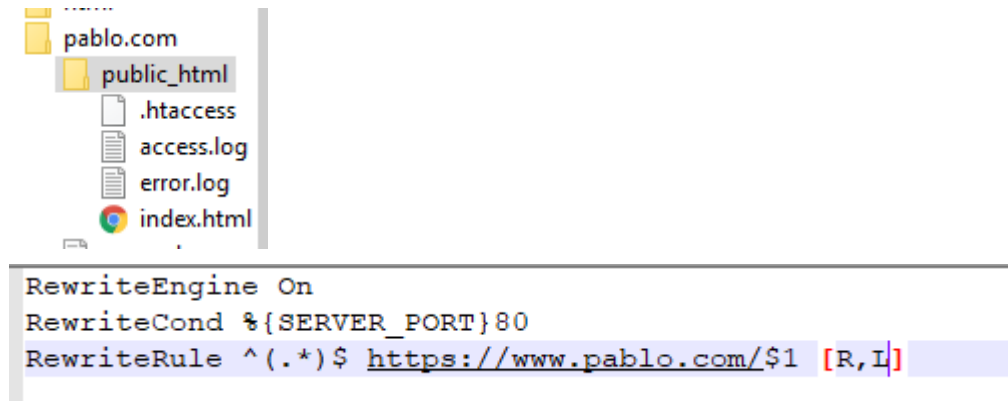 pablo.com
public_html
.htaccess
access.log
error.log
index.html
RewriteEngine On
RewriteCond %{SERVER_PORT}80
RewriteRule ^(.*)$ https://www.pablo.com/$1 [R,L]